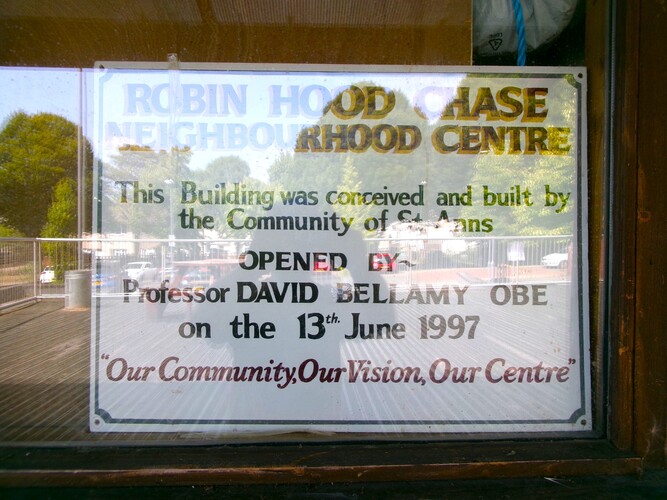 ROBIN HOOD CHASE
NEIGHBOURHOOD CENTRE
This Building was conceived and built by
the Community of St. Anns
OPENED BY~
Professor DAVID BELLAMY OBE
on the 13th. June 1997
"Our Community, Our Vision, Our Centre"